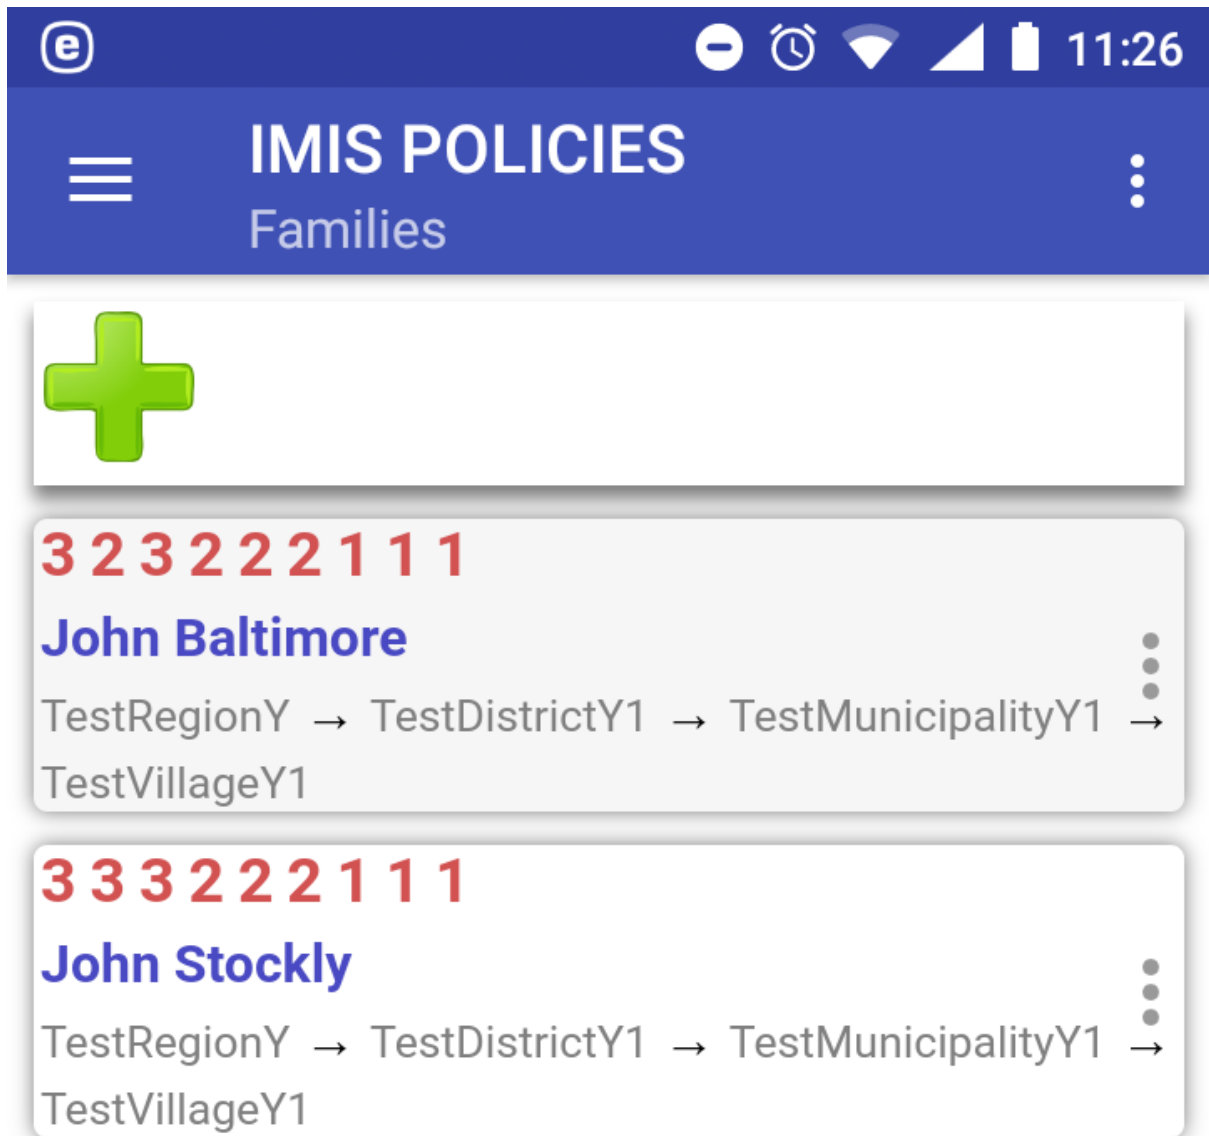 11:26
IMIS POLICIES
Families
3 2 3 2 2 2 1 1 1
John Baltimore
TestRegionY → TestDistrictY1 → TestMunicipalityY1 →
TestVillageY1
3 3 3 2 2 2 1 1 1
John Stockly
TestRegionY → TestDistrictY1 → TestMunicipalityY1 →
TestVillageY1